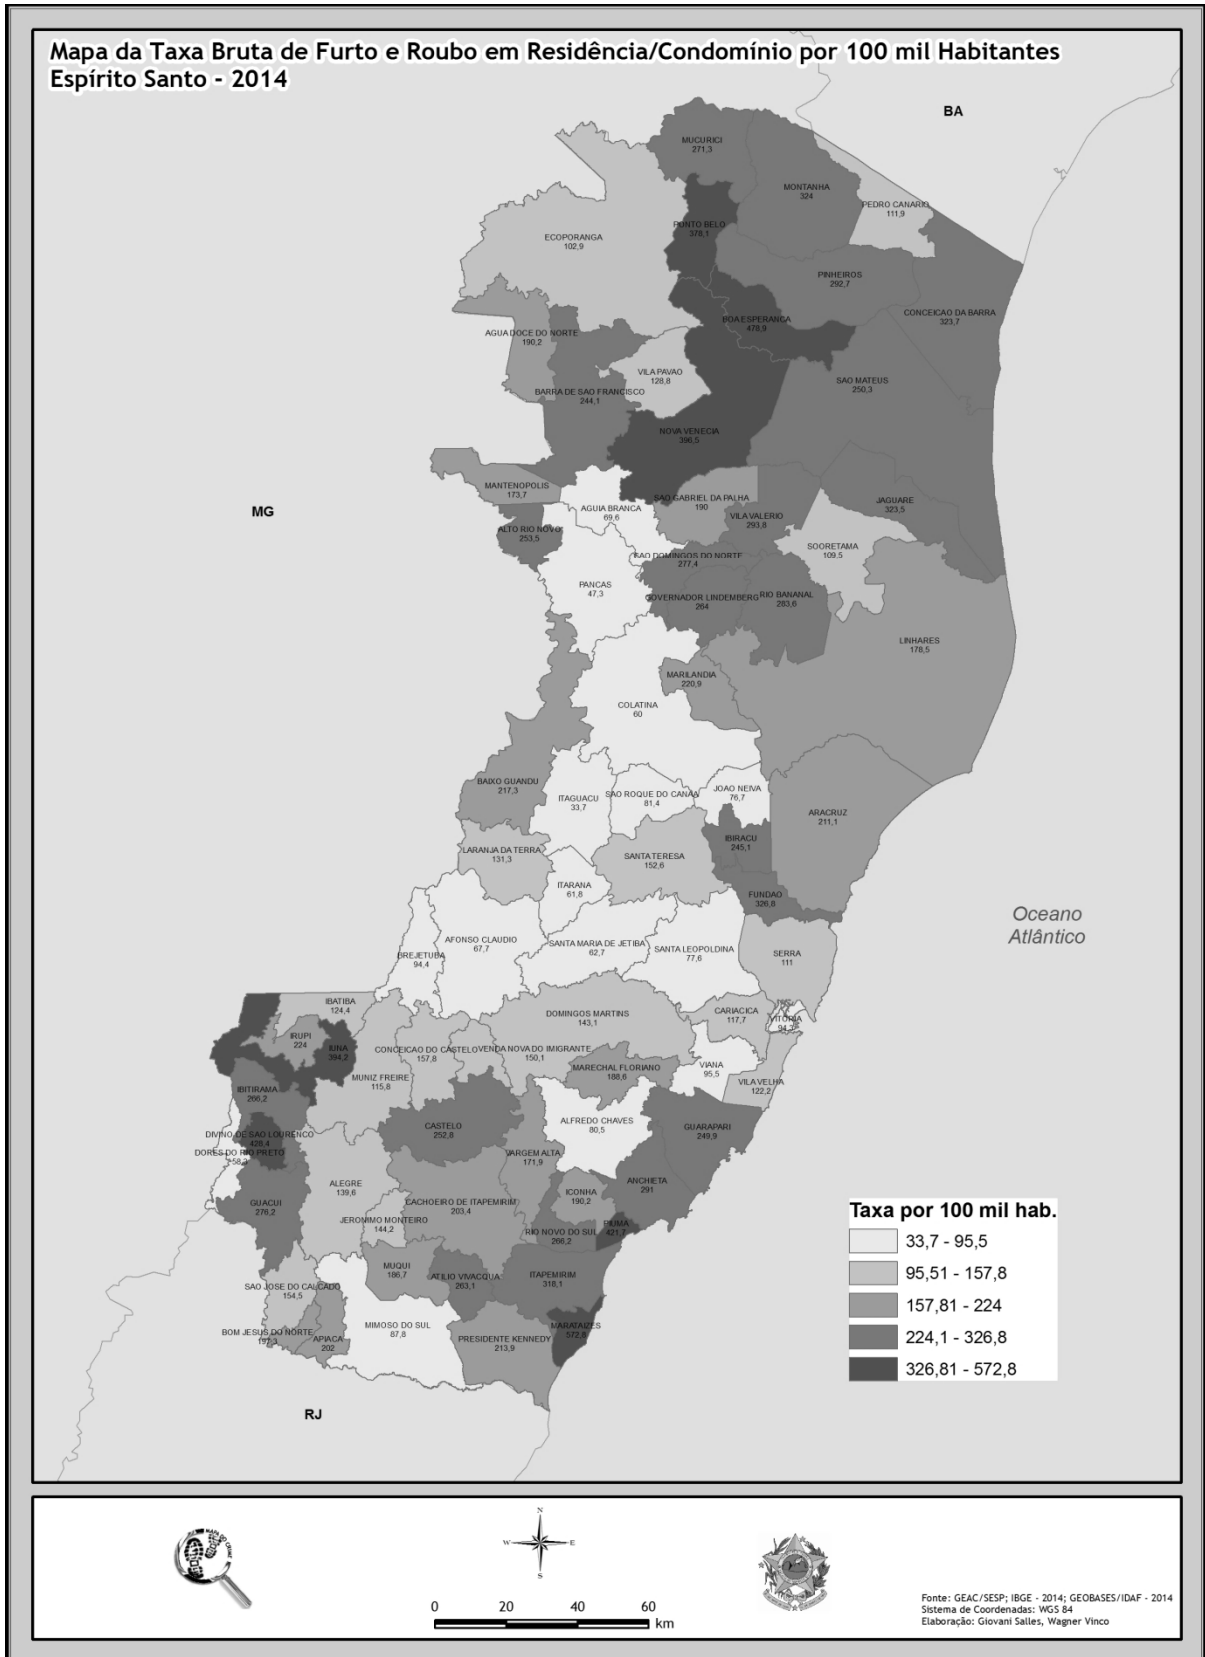 Mapa da Taxa Bruta de Furto e Roubo em Residência/Condomínio por 100 mil Habitantes
Espírito Santo - 2014
BA
MUCURICI
271,3
MONTANHA
324
PEDRO CANARIO
111,9
PONTO BELO
378,1
ECOPORANGA
102,9
PINHEIROS
292,7
CONCEICAO DA BARRA
323,7
BOA ESPERANCA
478,9
AGUA DOCE DO NORTE
190,2
VILA PAVAO
128,8
SAO MATEUS
250,3
BARRA DE SAO FRANCISCO
244,1
NOVA VENECIA
396,5
MANTENOPOLIS
173,7
SAO GABRIEL DA PALHA
190
JAGUARE
323,5
MG
AGUIA BRANCA
69,6
VILA VALERIO
293,8
ALTO RIO NOVO
253,5
SOORETAMA
109,5
SAO DOMINGOS DO NORTE
277,4
PANCAS
47,3
GOVERNADOR LINDEMBERG
264
RIO BANANAL
283,6
LINHARES
178,5
MARILANDIA
220,9
COLATINA
60
BAIXO GUANDU
217,3
ITAGUACU
33,7
SAO ROQUE DO CANAA
81,4
JOAO NEIVA
76,7
ARACRUZ
211,1
IBIRACU
245,1
LARANJA DA TERRA
131,3
SANTA TERESA
152,6
ITARANA
61,8
FUNDAO
326,8
Oceano
Atlântico
AFONSO CLAUDIO
67,7
SANTA MARIA DE JETIBA
62,7
SANTA LEOPOLDINA
77,6
BREJETUBA
94,4
SERRA
111
IBATIBA
124,4
DOMINGOS MARTINS
143,1
CARIACICA
117,7
VITORIA
IRUPI
224
IUNA
394,2
CONCEICAO DO CASTELO
157,8
VENDA NOVA DO IMIGRANTE
150,1
MARECHAL FLORIANO
188,6
VIANA
95,5
MUNIZ FREIRE
115,8
VILA VELHA
122,2
IBITIRAMA
266,2
ALFREDO CHAVES
80,5
CASTELO
252,8
GUARAPARI
249,9
DIVINO DE SAO LOURENCO
428,4
DORES DO RIO PRETO
VARGEM ALTA
171,9
ANCHIETA
291
ALEGRE
139,6
ICONHA
190,2
GUACUI
276,2
CACHOEIRO DE ITAPEMIRIM
203,4
JERONIMO MONTEIRO
144,2
RIO NOVO DO SUL
266,2
PIUMA
421,7
MUQUI
186,7
ATILIO VIVACQUA
263,1
ITAPEMIRIM
318,1
SAO JOSE DO CALCADO
154,5
MIMOSO DO SUL
87,8
MARATAIZES
572,8
BOM JESUS DO NORTE
197,3
APIACA
202
PRESIDENTE KENNEDY
213,9
RJ
Taxa por 100 mil hab.
33,7 - 95,5
95,51 - 157,8
157,81 - 224
224,1 - 326,8
326,81 - 572,8
MAPA DO CRIME
N
W
E
S
0 20 40 60
km
Fonte: GEAC/SESP; IBGE - 2014; GEOBASES/IDAF - 2014
Sistema de Coordenadas: WGS 84
Elaboração: Giovani Salles, Wagner Vinco